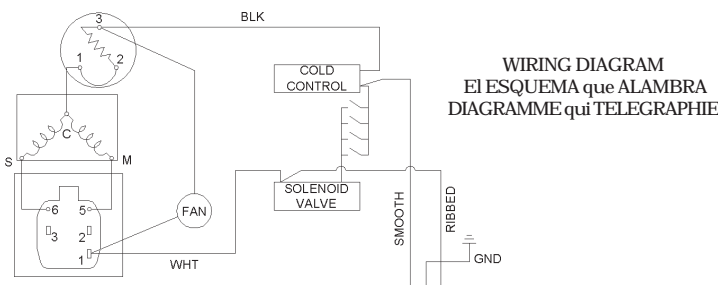 BLK
3
1 2
C
S M
6 5
3 2
1
FAN
WHT
COLD
CONTROL
SOLENOID
VALVE
SMOOTH
RIBBED
GND
WIRING DIAGRAM
El ESQUEMA que ALAMBRA
DIAGRAMME qui TELEGRAPHIE